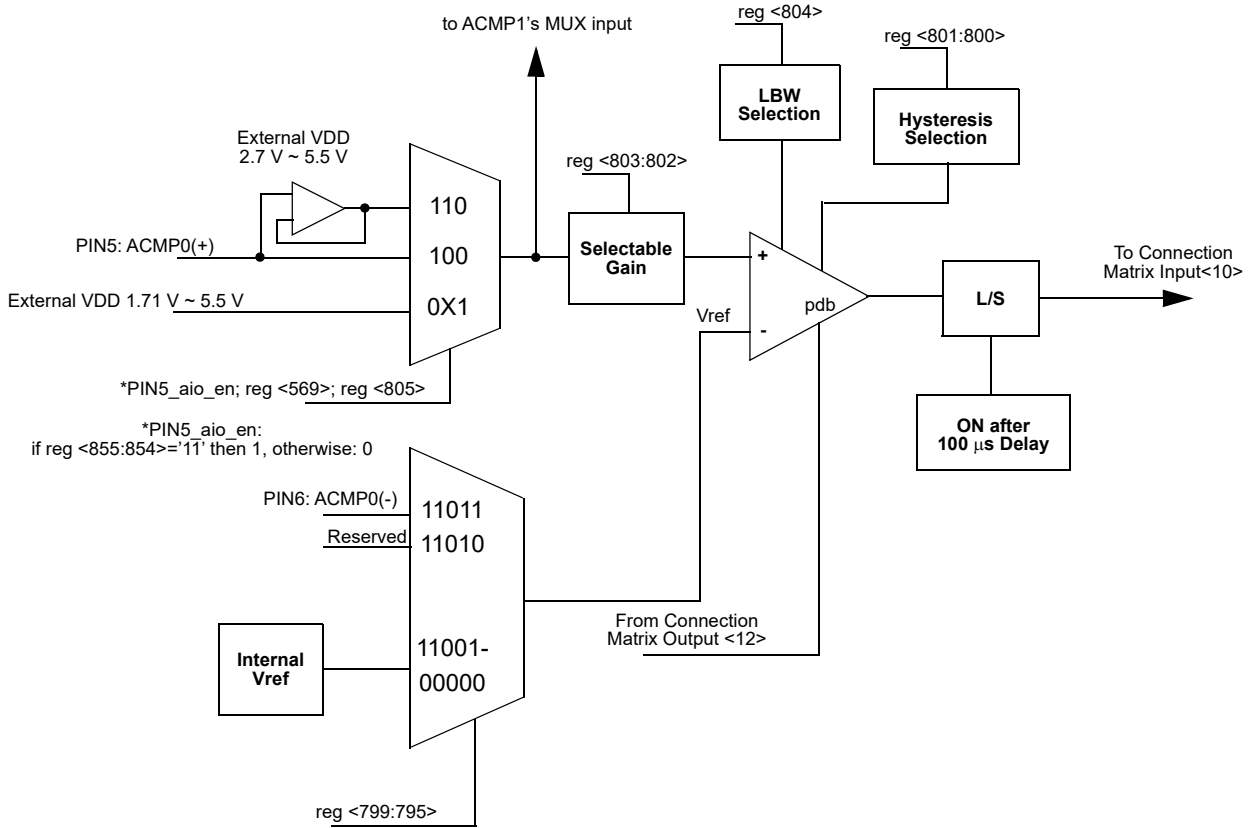 reg <804>
to ACMP1's MUX input
reg <801:800>
LBW
Selection
Hysteresis
Selection
External VDD
2.7 V ~ 5.5 V
reg <803:802>
110
PIN5: ACMP0(+)
100
Selectable
Gain
+
To Connection
Matrix Input<10>
External VDD 1.71 V ~ 5.5 V
0X1
L/S
Vref
pdb
-
*PIN5_aio_en; reg <569>; reg <805>
*PIN5_aio_en:
if reg <855:854>='11' then 1, otherwise: 0
ON after
100 μs Delay
PIN6: ACMP0(-)
11011
Reserved
11010
From Connection
Matrix Output <12>
Internal
Vref
11001-
00000
reg <799:795>